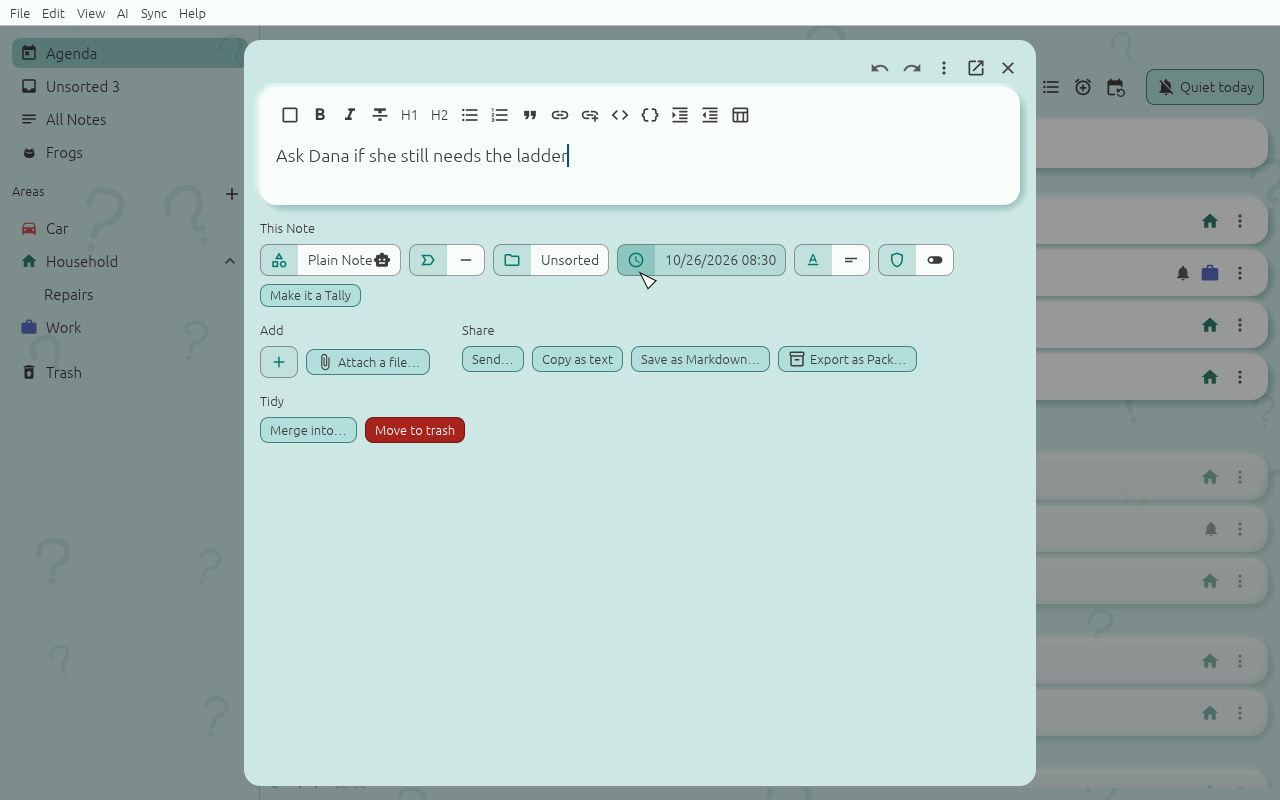 File Edit View AI Sync Help
Agenda
Unsorted 3
All Notes
Frogs
Areas
Car
Household
Repairs
Work
Trash
Quiet today
H1 H2
Ask Dana if she still needs the ladder
This Note
Plain Note
Unsorted
10/26/2026 08:30
Make it a Tally
Add
Attach a file...
Share
Send...
Copy as text
Save as Markdown...
Export as Pack...
Tidy
Merge into...
Move to trash